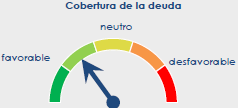 Cobertura de la deuda
neutro
favorable
desfavorable